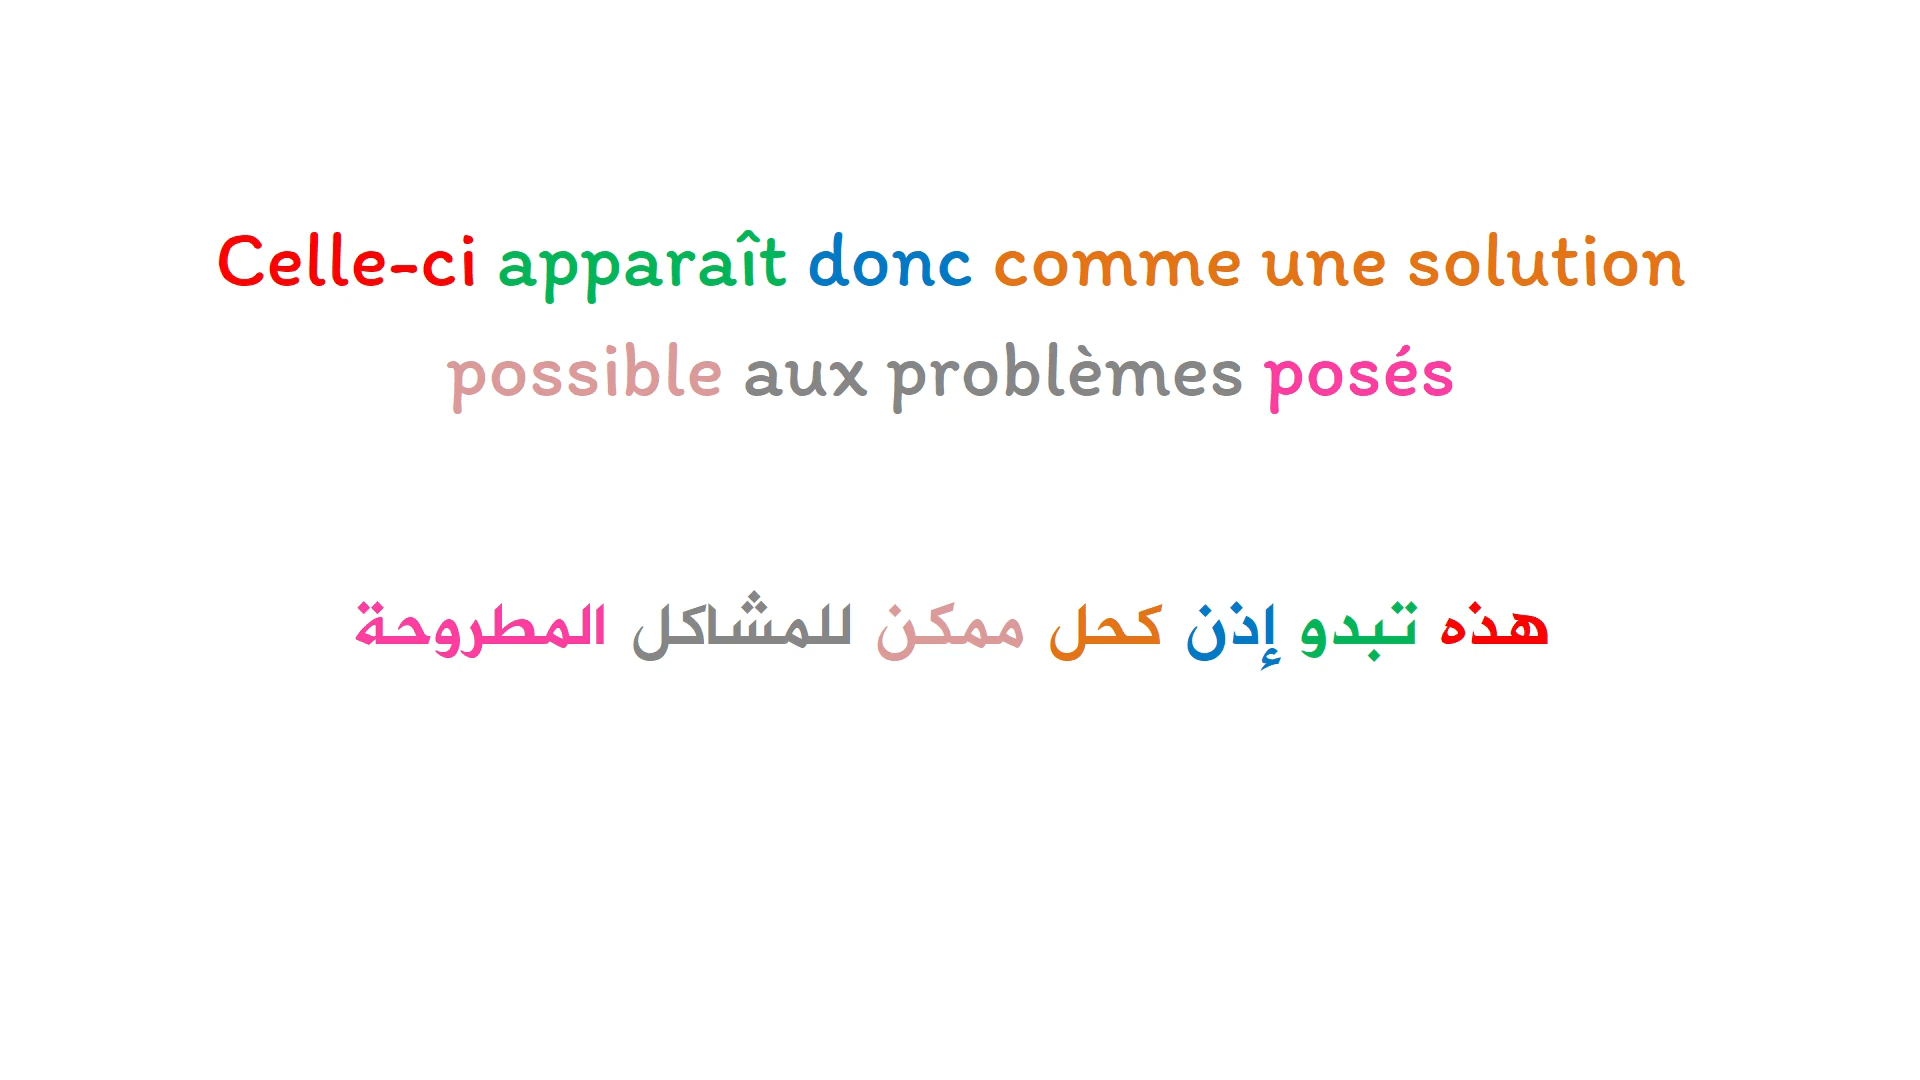 Celle-ci apparaît donc comme une solution
possible aux problèmes posés
هذه تبدو إذن كحل ممكن للمشاكل المطروحة